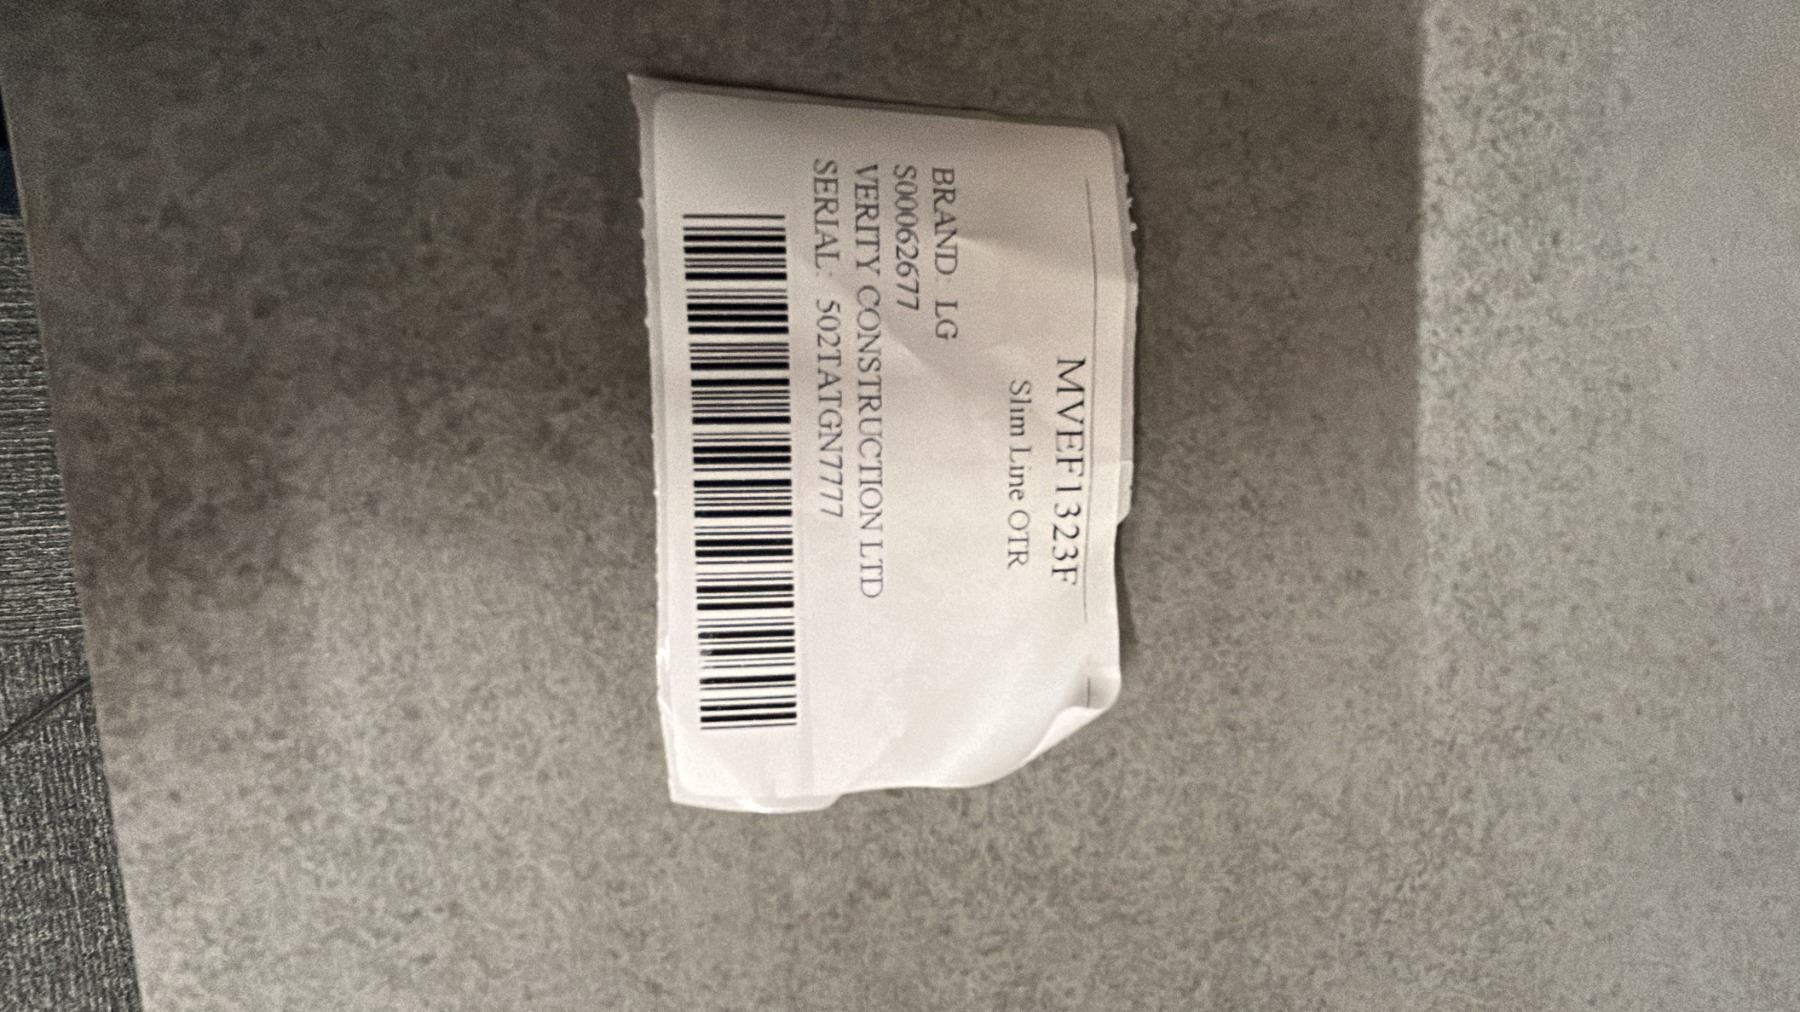 MVEF1323F
Slim Line OTR
BRAND: LG
S00062677
VERITY CONSTRUCTION LTD
SERIAL: 502TATGN7777